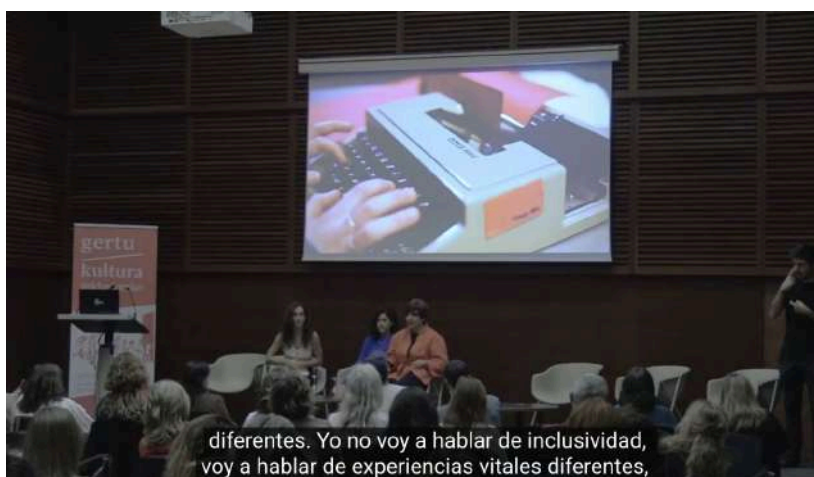 gertu
kultura
diferentes. Yo no voy a hablar de inclusividad,
voy a hablar de experiencias vitales diferentes,